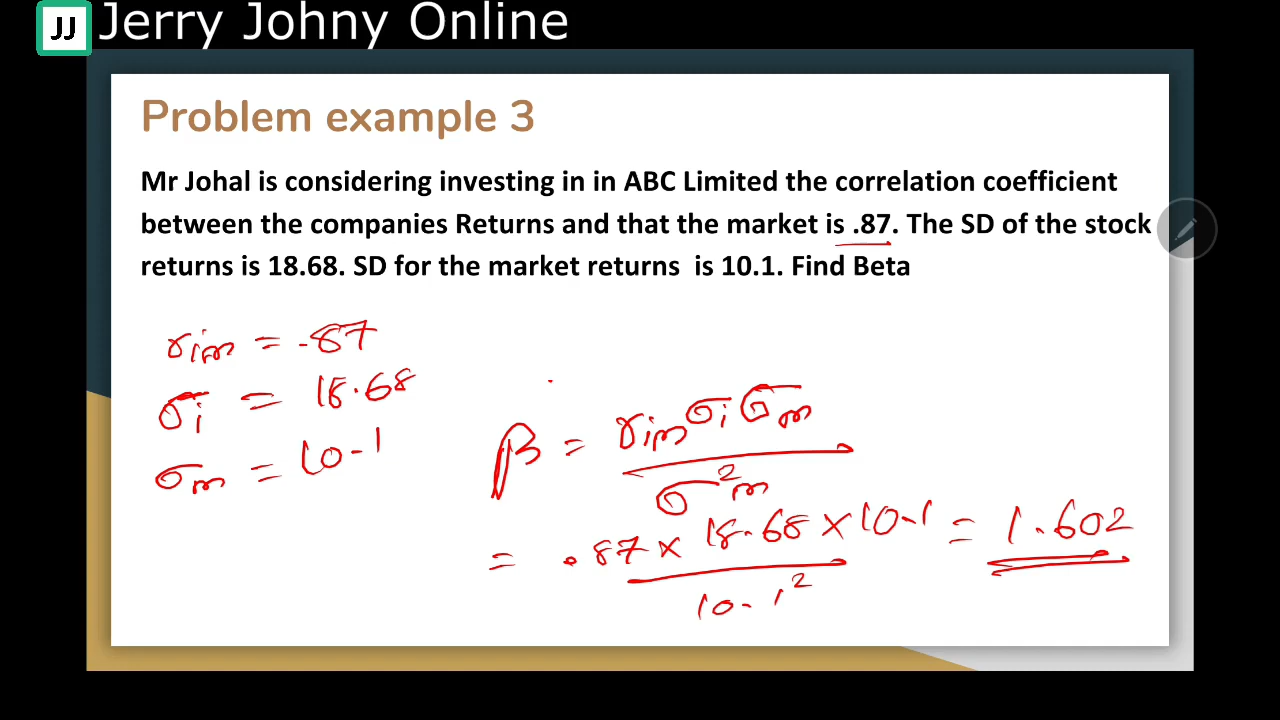 JJ Jerry Johny Online
Problem example 3
Mr Johal is considering investing in in ABC Limited the correlation coefficient
between the companies Returns and that the market is .87. The SD of the stock
returns is 18.68. SD for the market returns is 10.1. Find Beta
rim = .87
σi = 18.68
σm = 10.1
β = rim σi σm
σ²m
= .87 × 18.68 × 10.1 = 1.602
10.1²